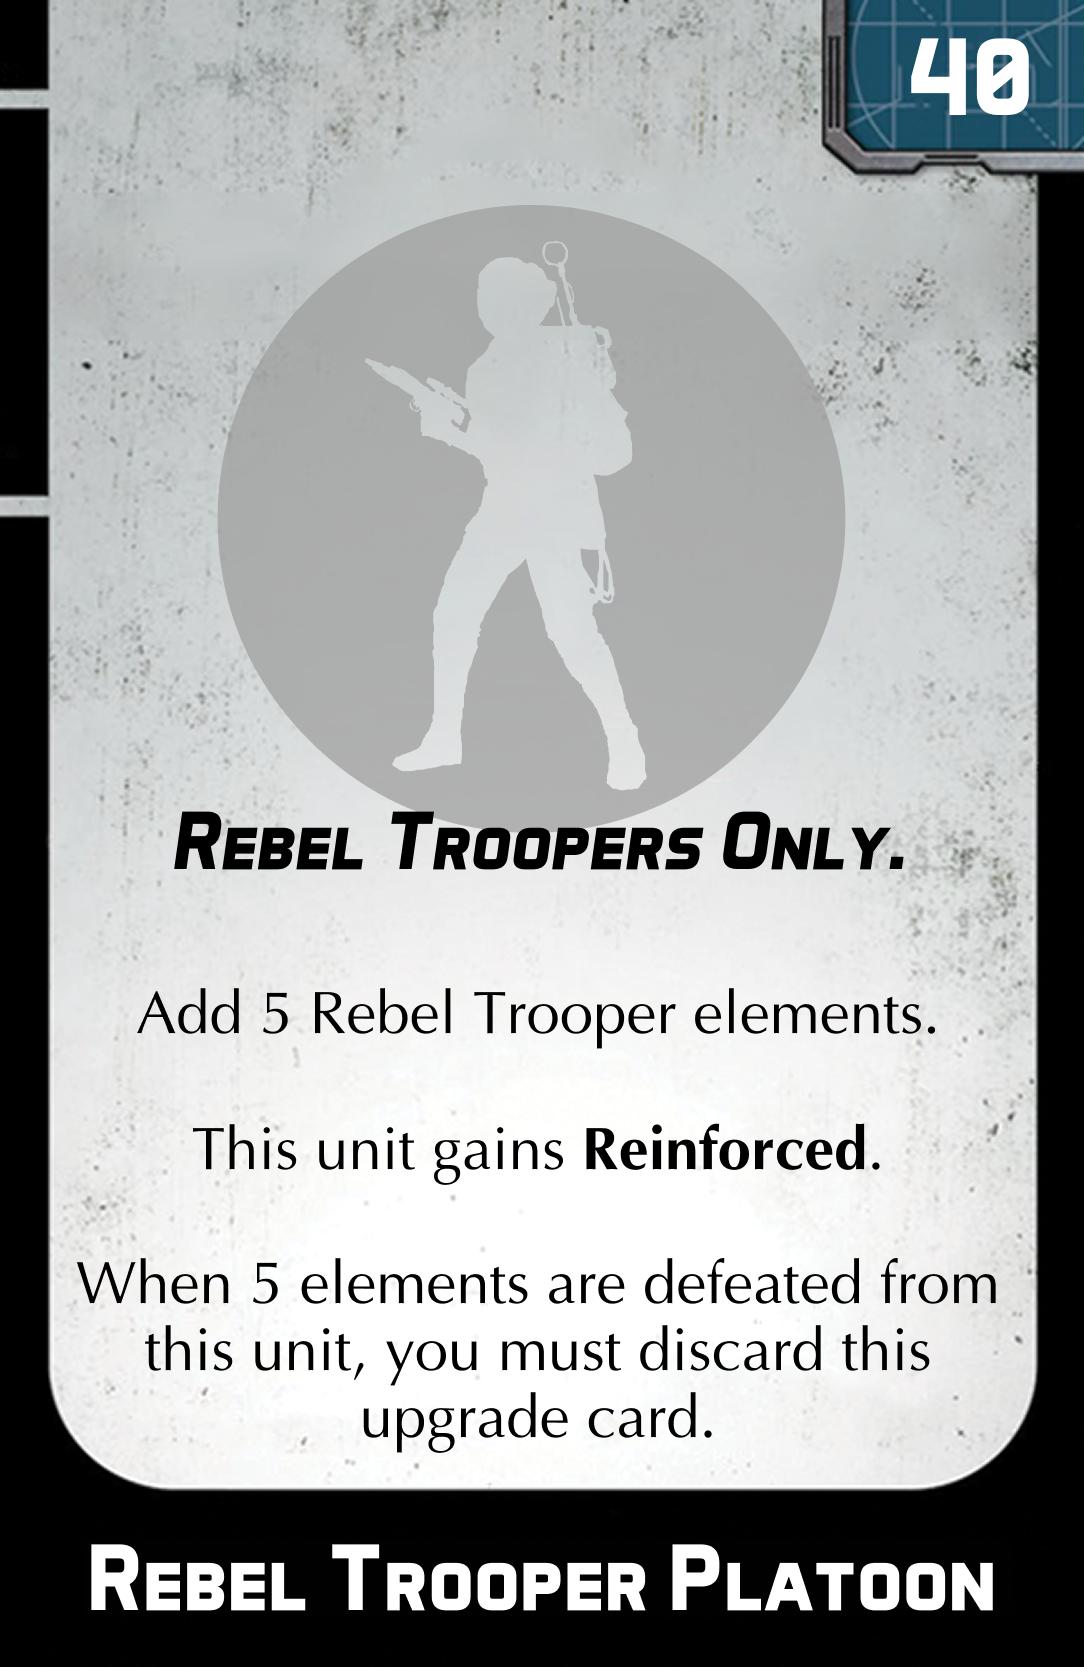 40
Rebel Troopers Only.
Add 5 Rebel Trooper elements.
This unit gains Reinforced.
When 5 elements are defeated from
this unit, you must discard this
upgrade card.
Rebel Trooper Platoon